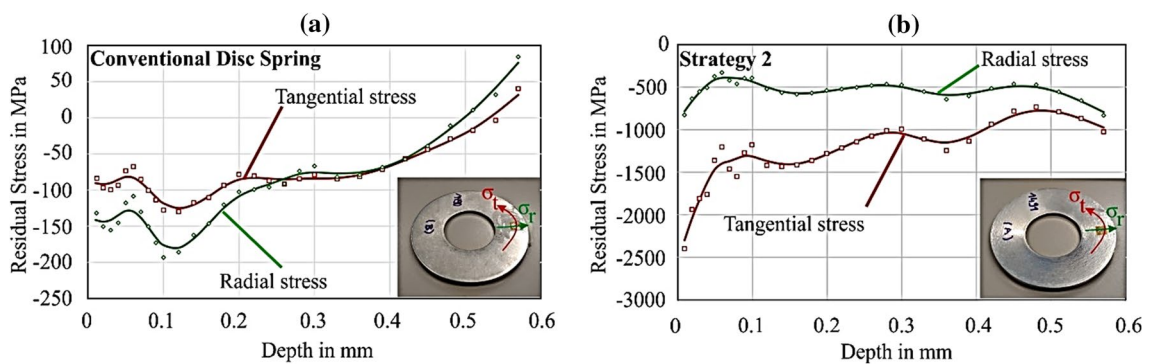 (a)
100
50
0
-50
-100
-150
-200
-250
Residual Stress in MPa
Conventional Disc Spring
Tangential stress
Radial stress
σt
σr
(B)
0 0.1 0.2 0.3 0.4 0.5 0.6
Depth in mm
(b)
0
-500
-1000
-1500
-2000
-2500
-3000
Residual Stress in MPa
Strategy 2
Radial stress
Tangential stress
σt
σr
(A)
0 0.1 0.2 0.3 0.4 0.5 0.6
Depth in mm